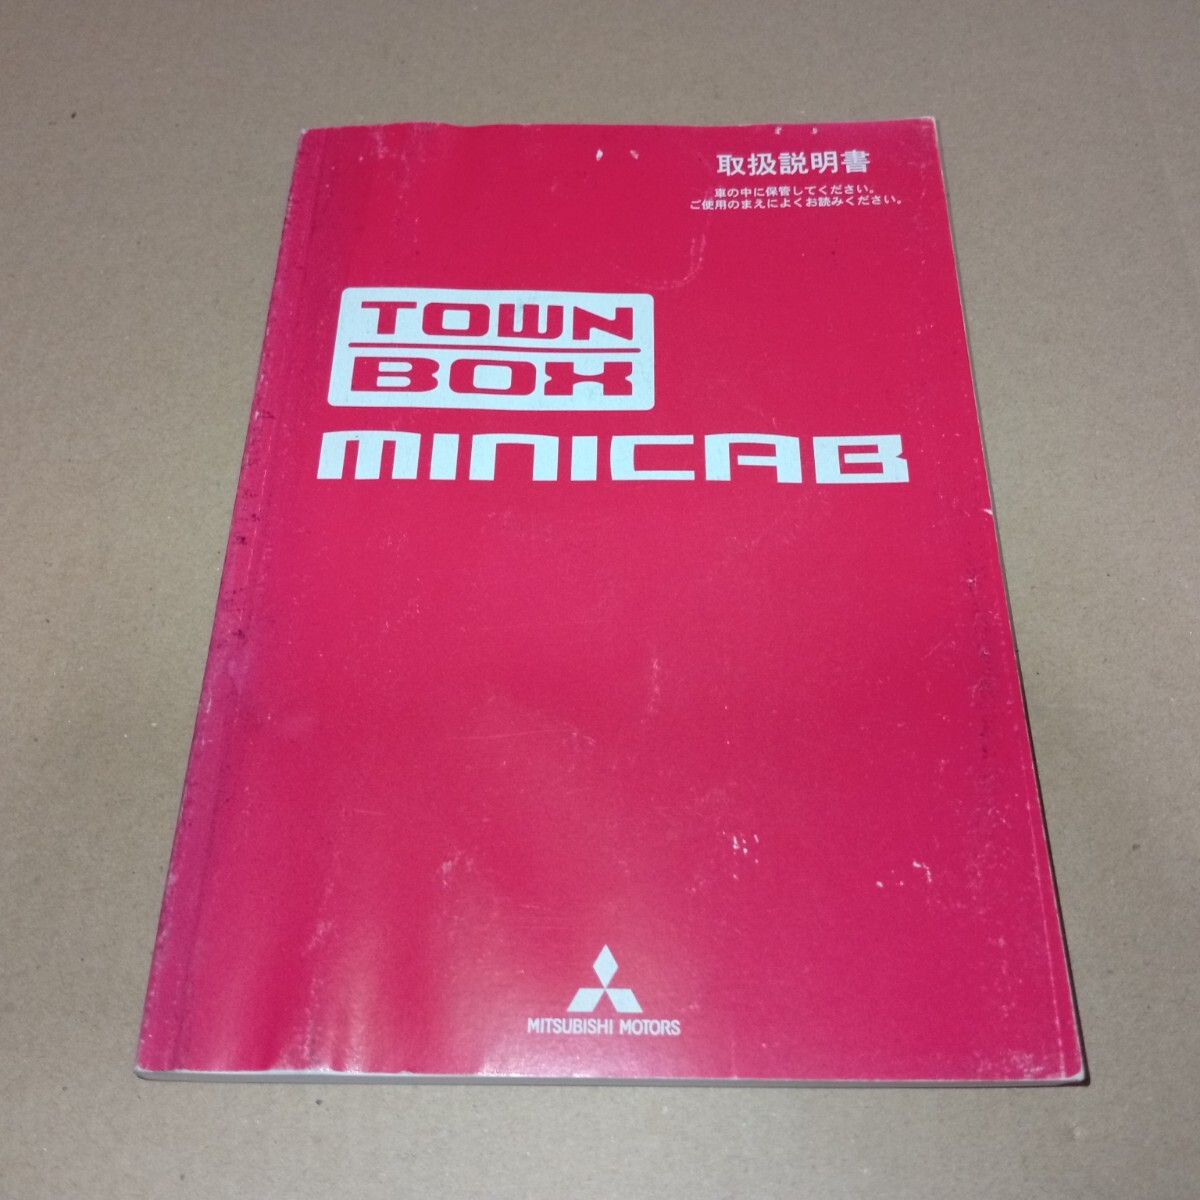 取扱説明書
車の中に保管してください。
ご使用のまえによくお読みください。
TOWN
BOX
MINICAB
MITSUBISHI MOTORS